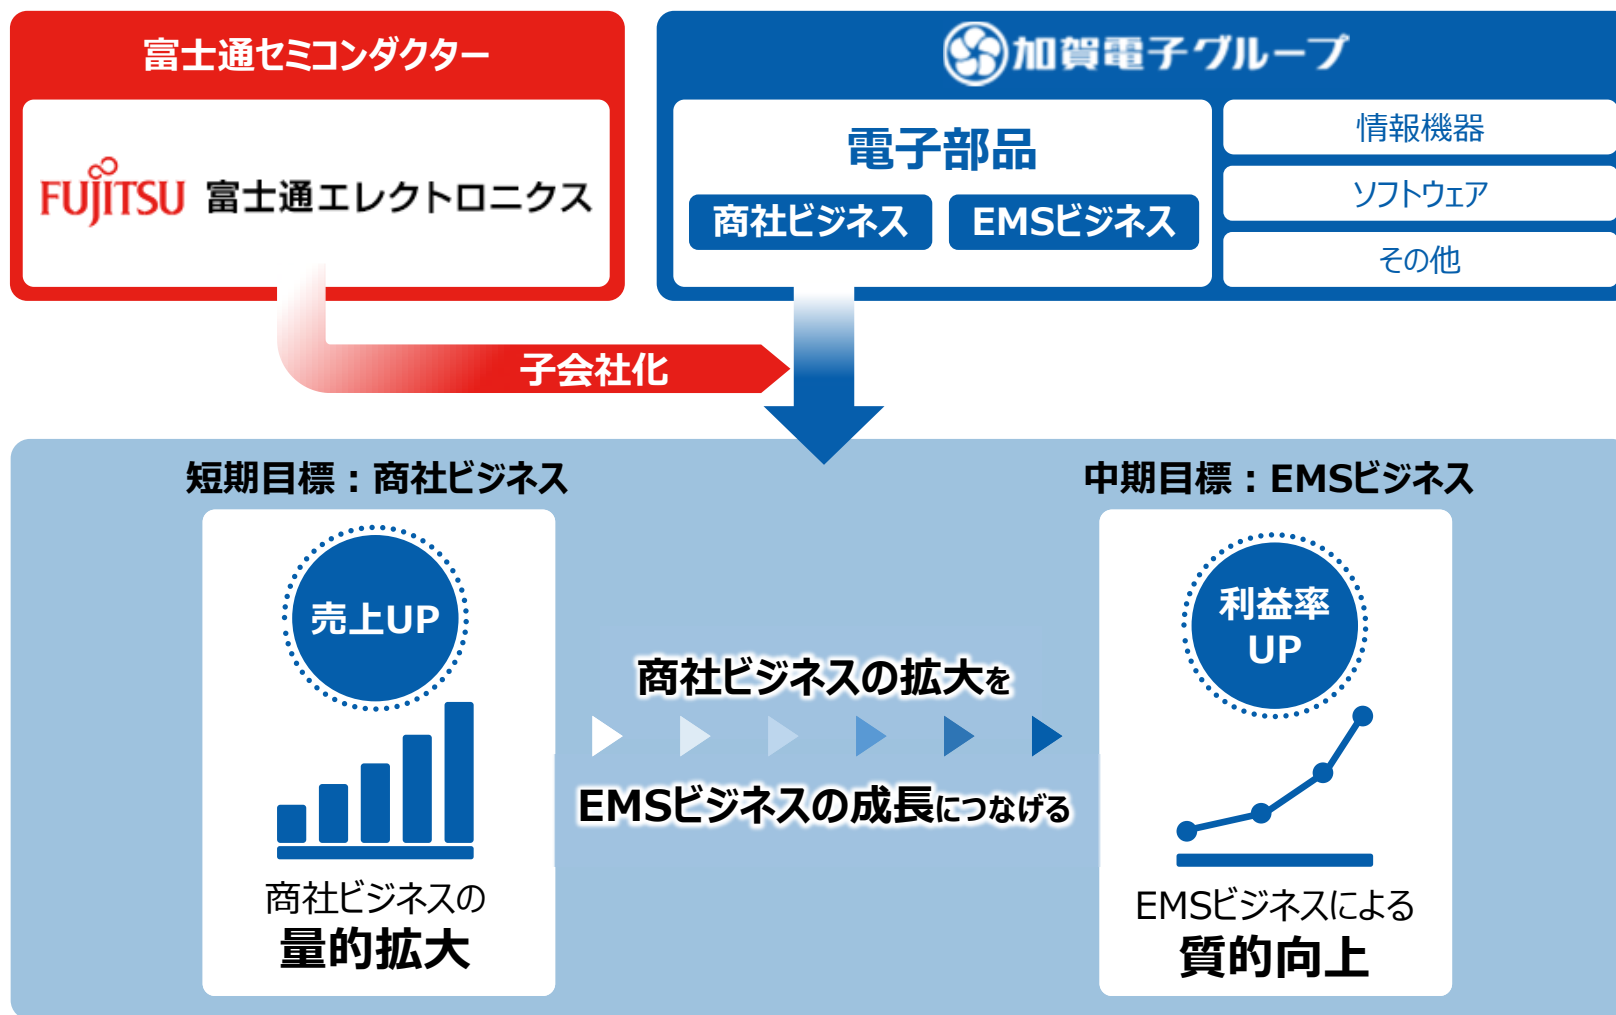 富士通セミコンダクター
FUJITSU 富士通エレクトロニクス
加賀電子グループ
電子部品
商社ビジネス
EMSビジネス
情報機器
ソフトウェア
その他
子会社化
短期目標：商社ビジネス
売上UP
商社ビジネスの
量的拡大
商社ビジネスの拡大を
EMSビジネスの成長につなげる
中期目標：EMSビジネス
利益率
UP
EMSビジネスによる
質的向上